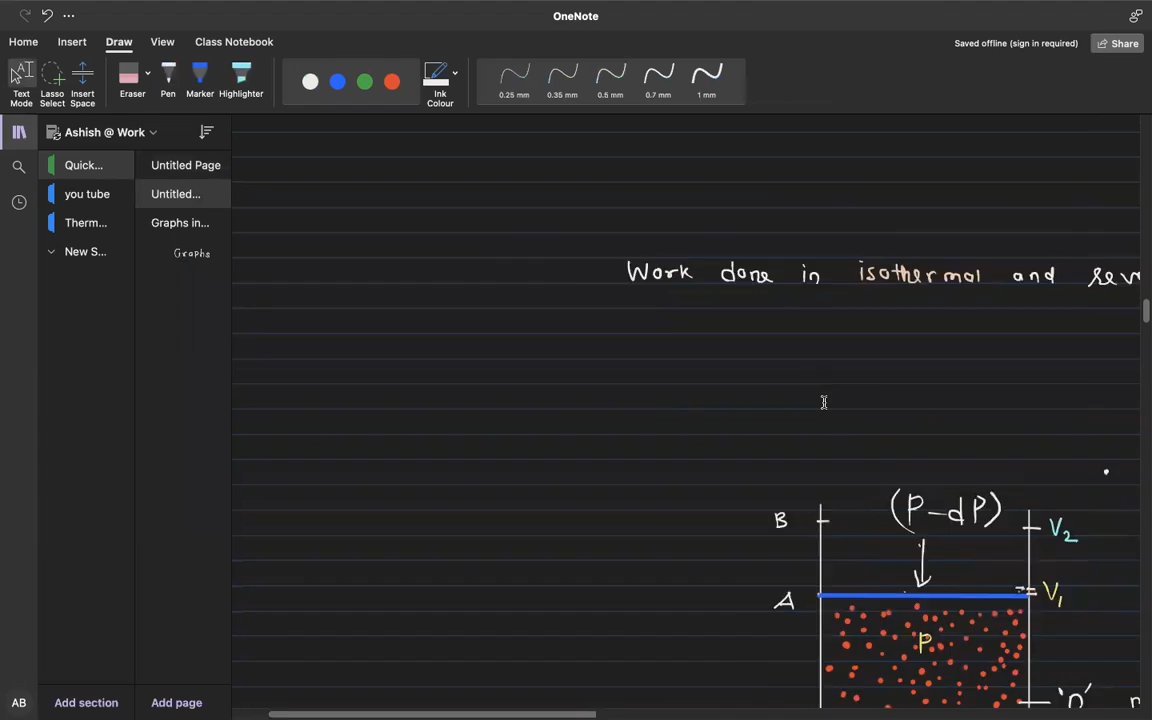 OneNote
Home Insert Draw View Class Notebook
Saved offline (sign in required) Share
Text Mode
Lasso Select
Insert Space
Eraser
Pen
Marker
Highlighter
Ink Colour
0.25 mm 0.35 mm 0.5 mm 0.7 mm 1 mm
Ashish @ Work
Quick... Untitled Page
you tube Untitled...
Therm... Graphs in...
New S... Graphs
Work done in isothermal and rev
B (P-dP) V2
A V1
P
'n'
AB Add section Add page